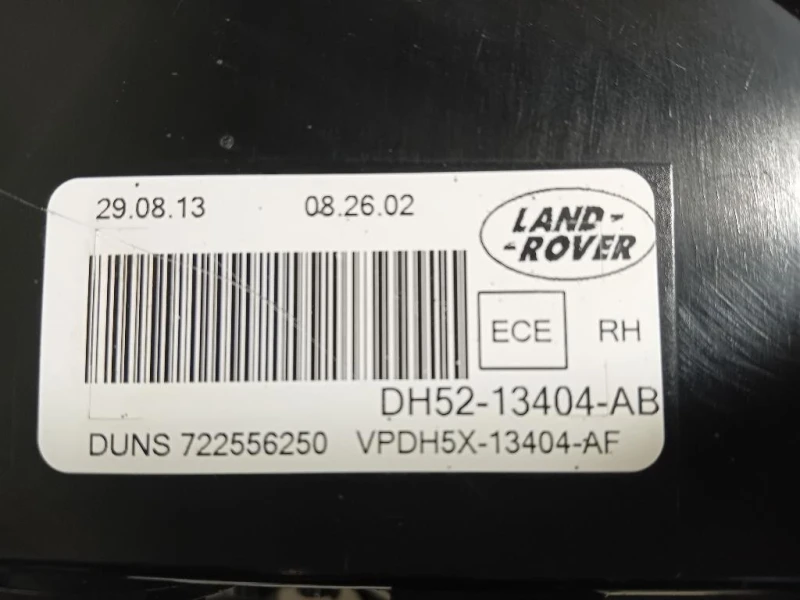 29.08.13 08.26.02
LAND-
-ROVER
ECE RH
DH52-13404-AB
DUNS 722556250 VPDH5X-13404-AF